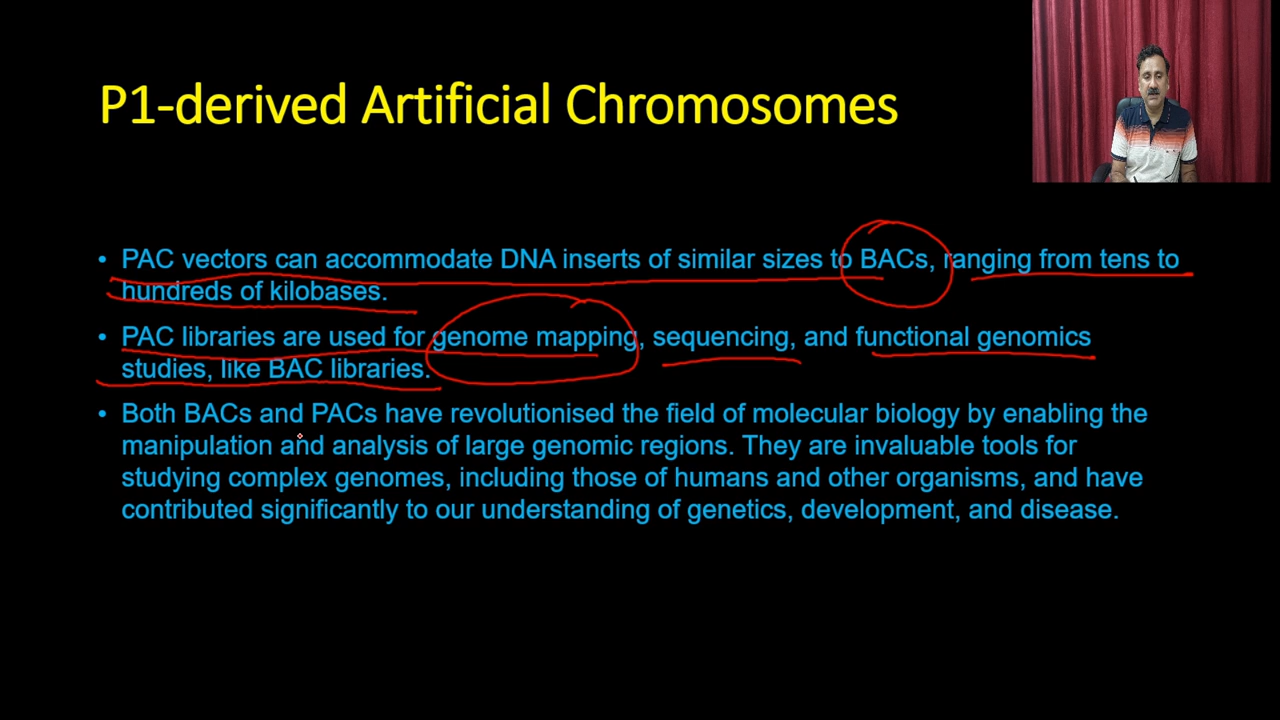 P1-derived Artificial Chromosomes
• PAC vectors can accommodate DNA inserts of similar sizes to BACs, ranging from tens to
hundreds of kilobases.
• PAC libraries are used for genome mapping, sequencing, and functional genomics
studies, like BAC libraries.
• Both BACs and PACs have revolutionised the field of molecular biology by enabling the
manipulation and analysis of large genomic regions. They are invaluable tools for
studying complex genomes, including those of humans and other organisms, and have
contributed significantly to our understanding of genetics, development, and disease.